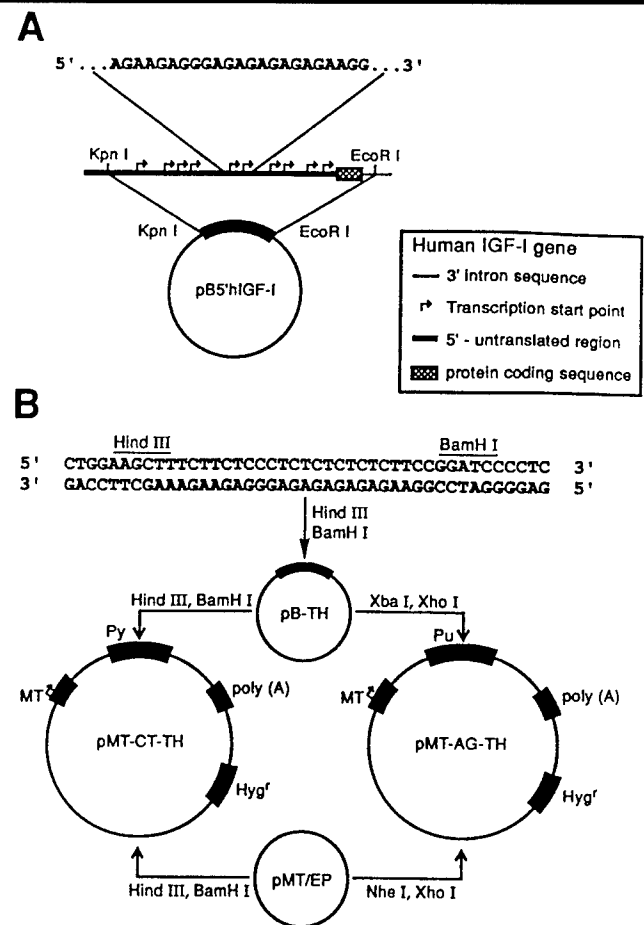 A
5' ...AGAAGAGGGAGAGAGAGAGAAGG...3'
Kpn I
EcoR I
Kpn I
EcoR I
pB5'hIGF-I
Human IGF-I gene
3' intron sequence
Transcription start point
5' - untranslated region
protein coding sequence
B
Hind III
BamH I
5' CTGGAAGCTTTCTTCTCCCTCTCTCTCTCTTCCGGATCCCCTC 3'
3' GACCTTCGAAAGAAGAGGGAGAGAGAGAGAAGGCCTAGGGGAG 5'
Hind III
BamH I
Hind III, BamH I
pB-TH
Xba I, Xho I
Py
Pu
MT
poly (A)
MT
poly (A)
pMT-CT-TH
pMT-AG-TH
Hygr
Hygr
pMT/EP
Hind III, BamH I
Nhe I, Xho I